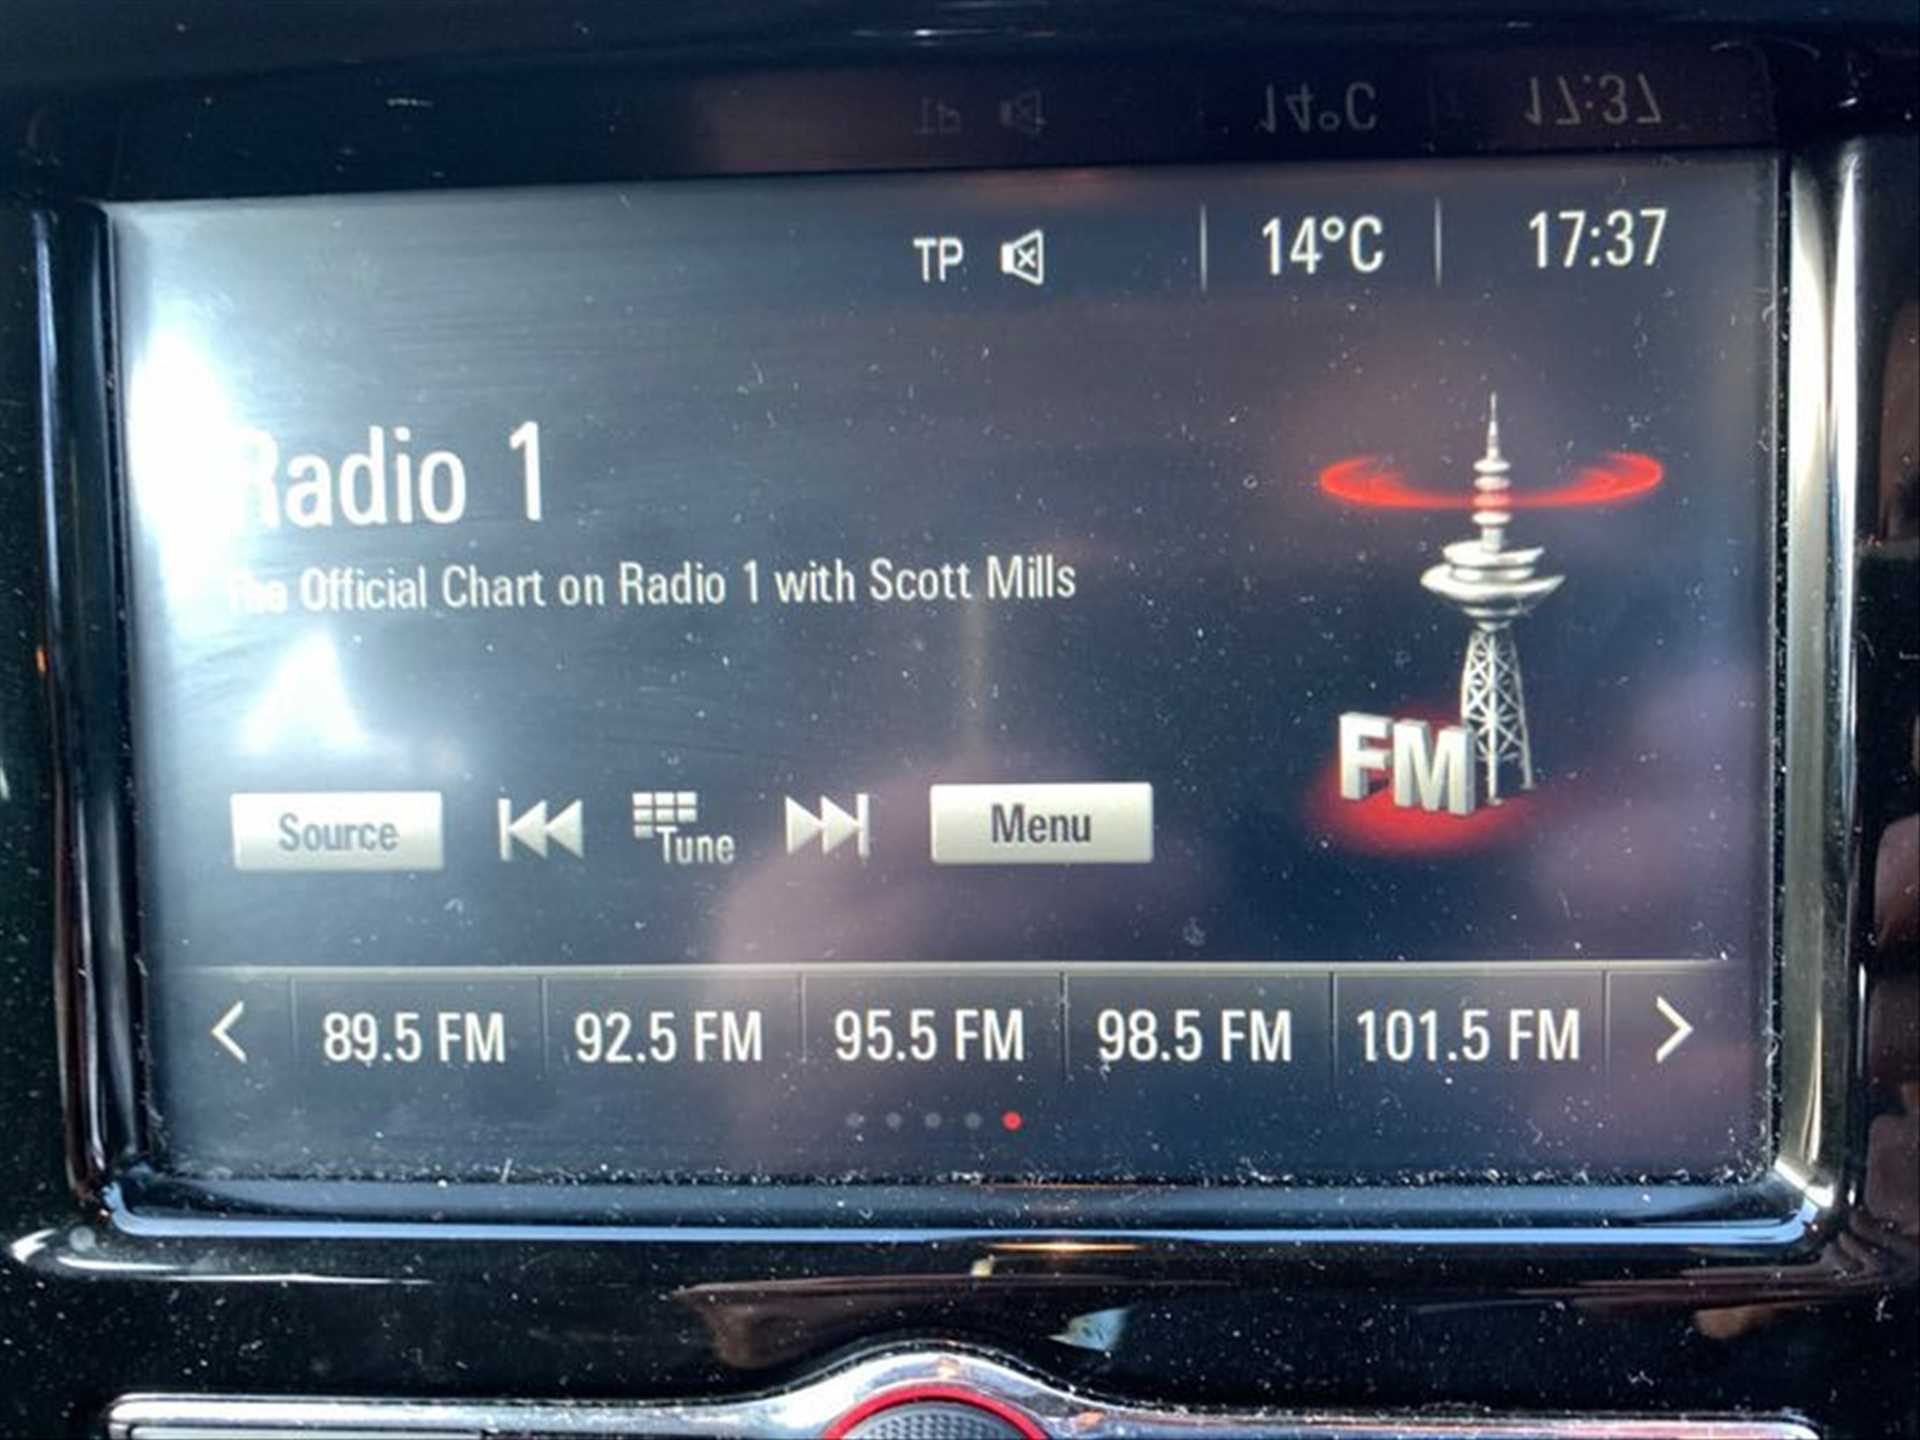 TP 14°C 17:37
Radio 1
The Official Chart on Radio 1 with Scott Mills
FM
Source Tune Menu
89.5 FM 92.5 FM 95.5 FM 98.5 FM 101.5 FM